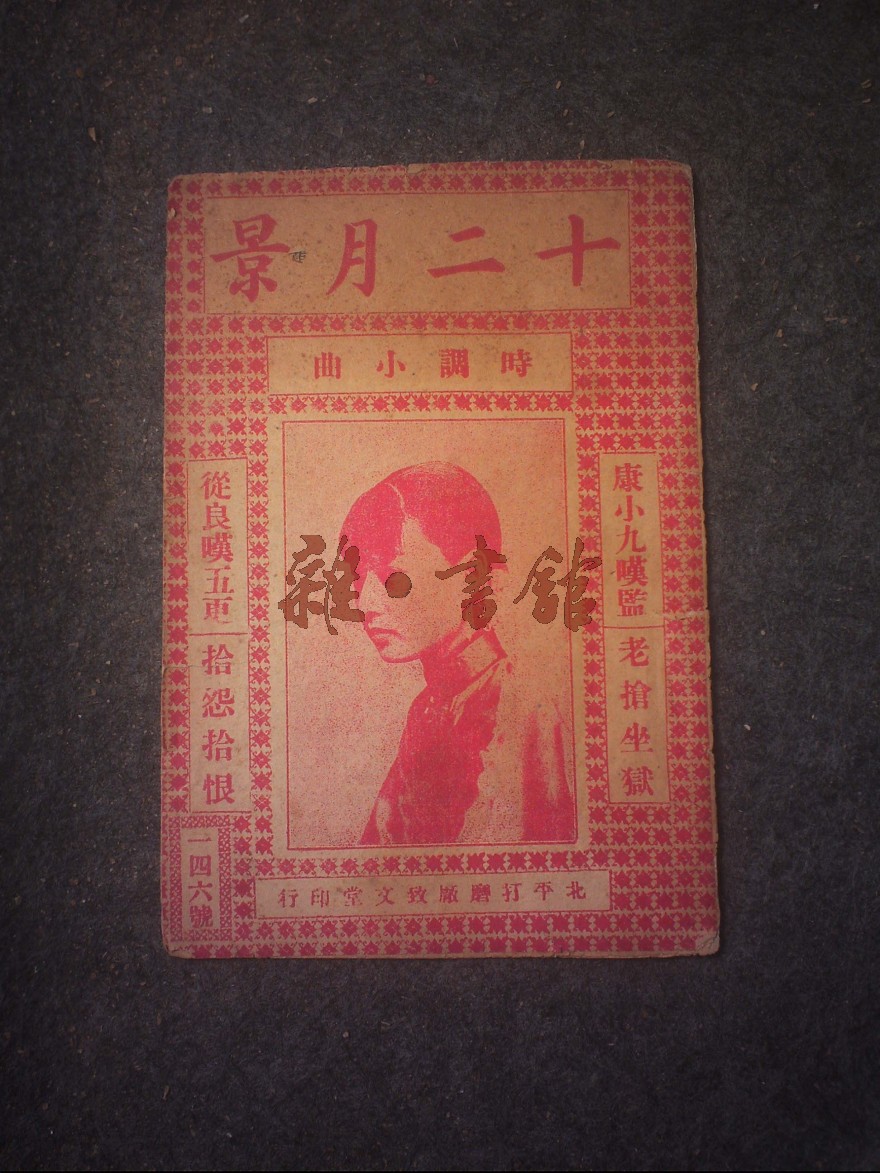 十二月景
時調小曲
康小九嘆監
老搶坐獄
從良嘆五更
拾怨拾恨
一四六號
北平打磨廠致文堂印行
雜·書館